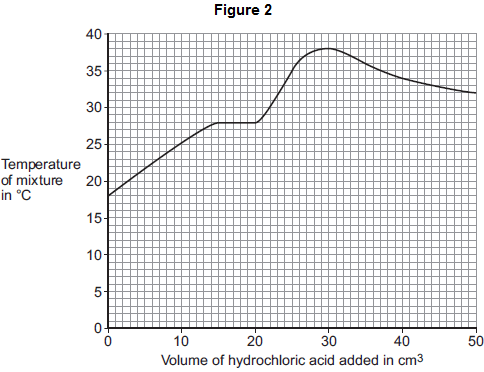 Figure 2
40
35
30
25
Temperature
of mixture
in °C
20
15
10
5
0
0 10 20 30 40 50
Volume of hydrochloric acid added in cm3